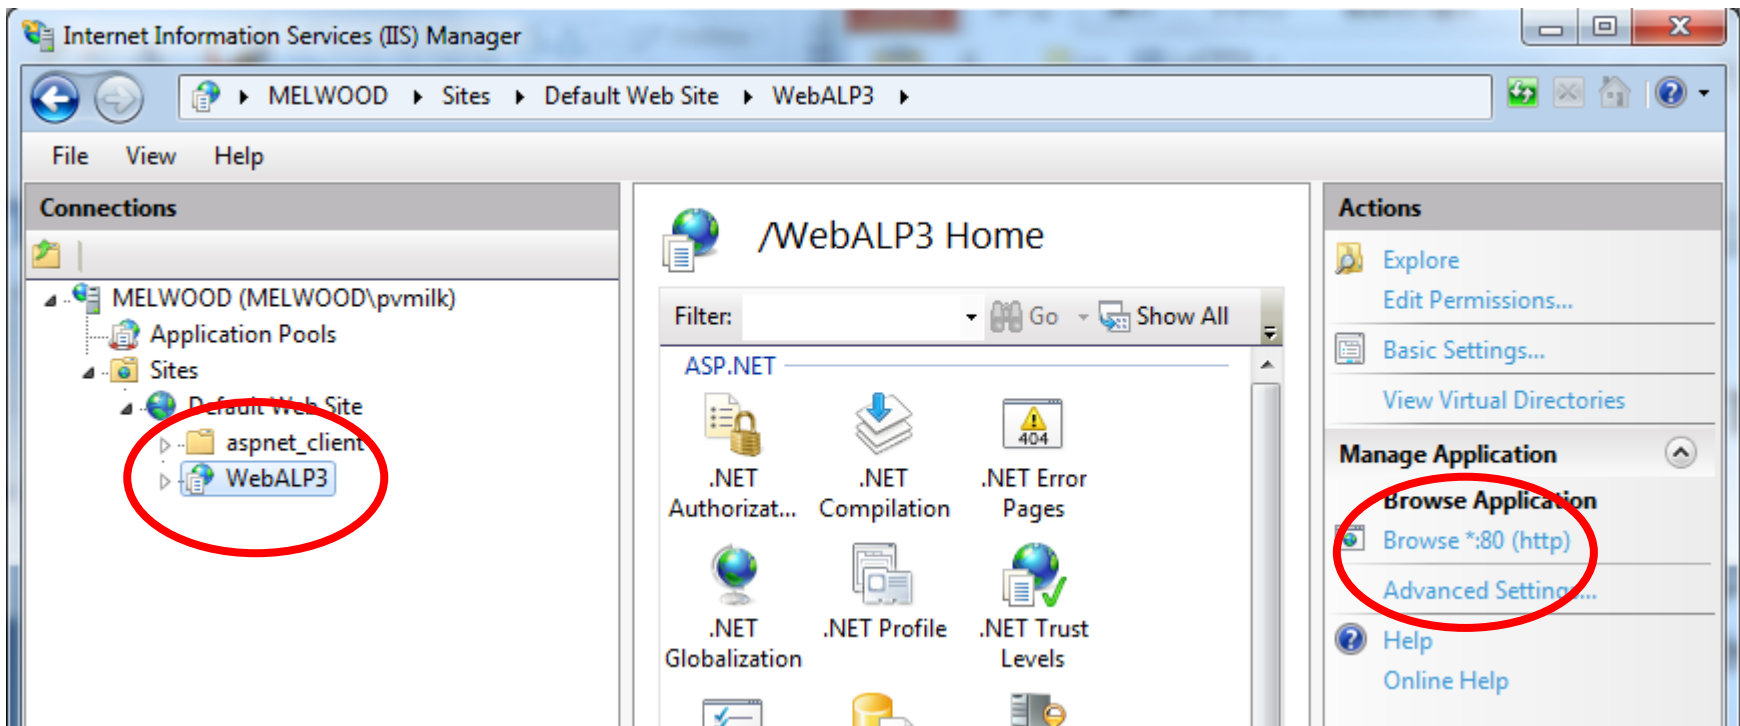 Internet Information Services (IIS) Manager
MELWOOD Sites Default Web Site WebALP3
File View Help
Connections
MELWOOD (MELWOOD\pvmilk)
Application Pools
Sites
Default Web Site
aspnet_client
WebALP3
/WebALP3 Home
Filter: Go Show All
ASP.NET
.NET Authorizat...
.NET Compilation
404
.NET Error Pages
.NET Globalization
.NET Profile
.NET Trust Levels
Actions
Explore
Edit Permissions...
Basic Settings...
View Virtual Directories
Manage Application
Browse Application
Browse *:80 (http)
Advanced Settings...
Help
Online Help